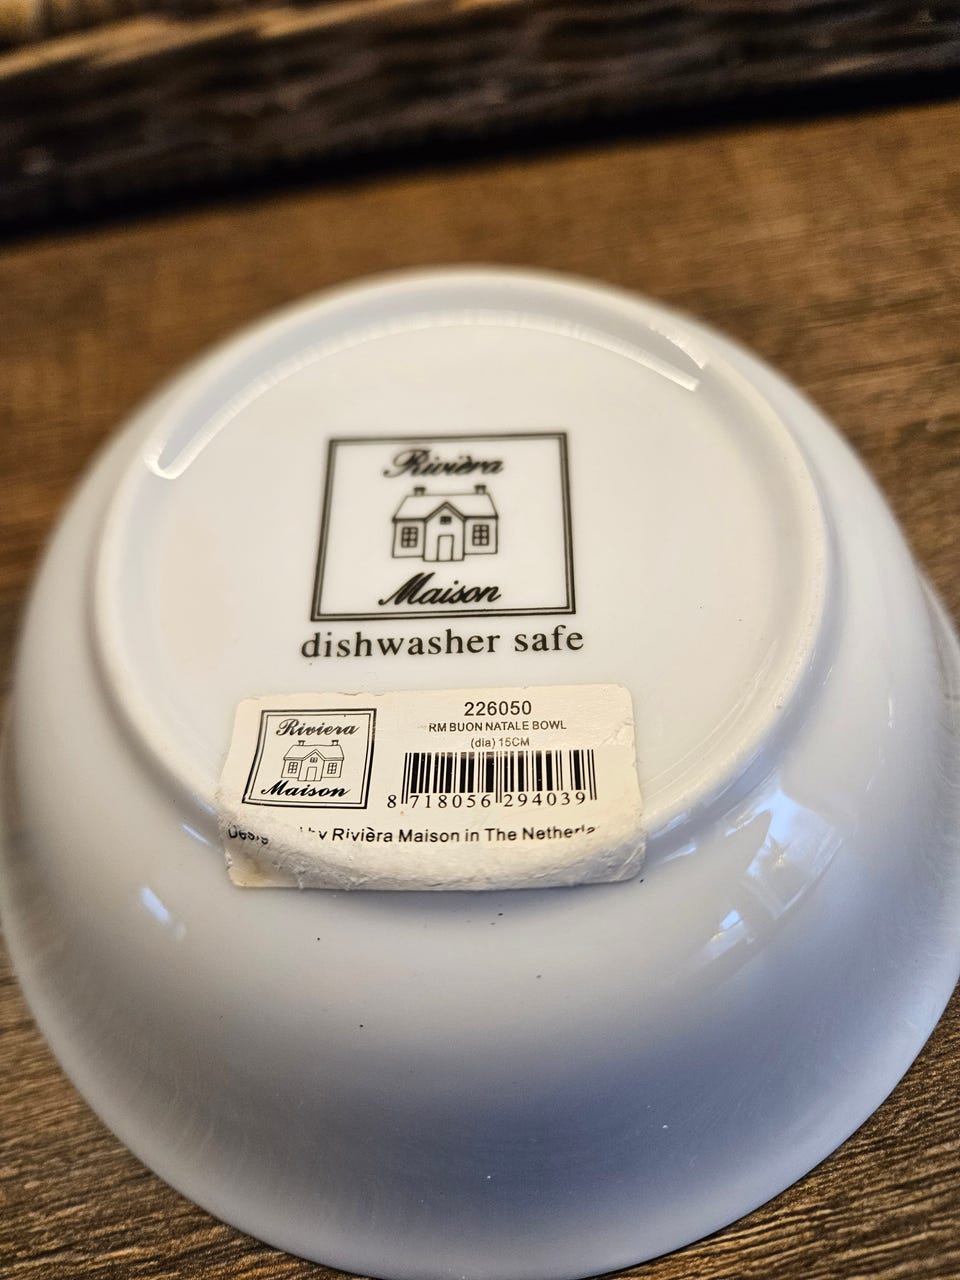 Rivièra
Maison
dishwasher safe
Riviera
Maison
226050
RM BUON NATALE BOWL
(dia) 15CM
8 718056 294039
by Rivièra Maison in The